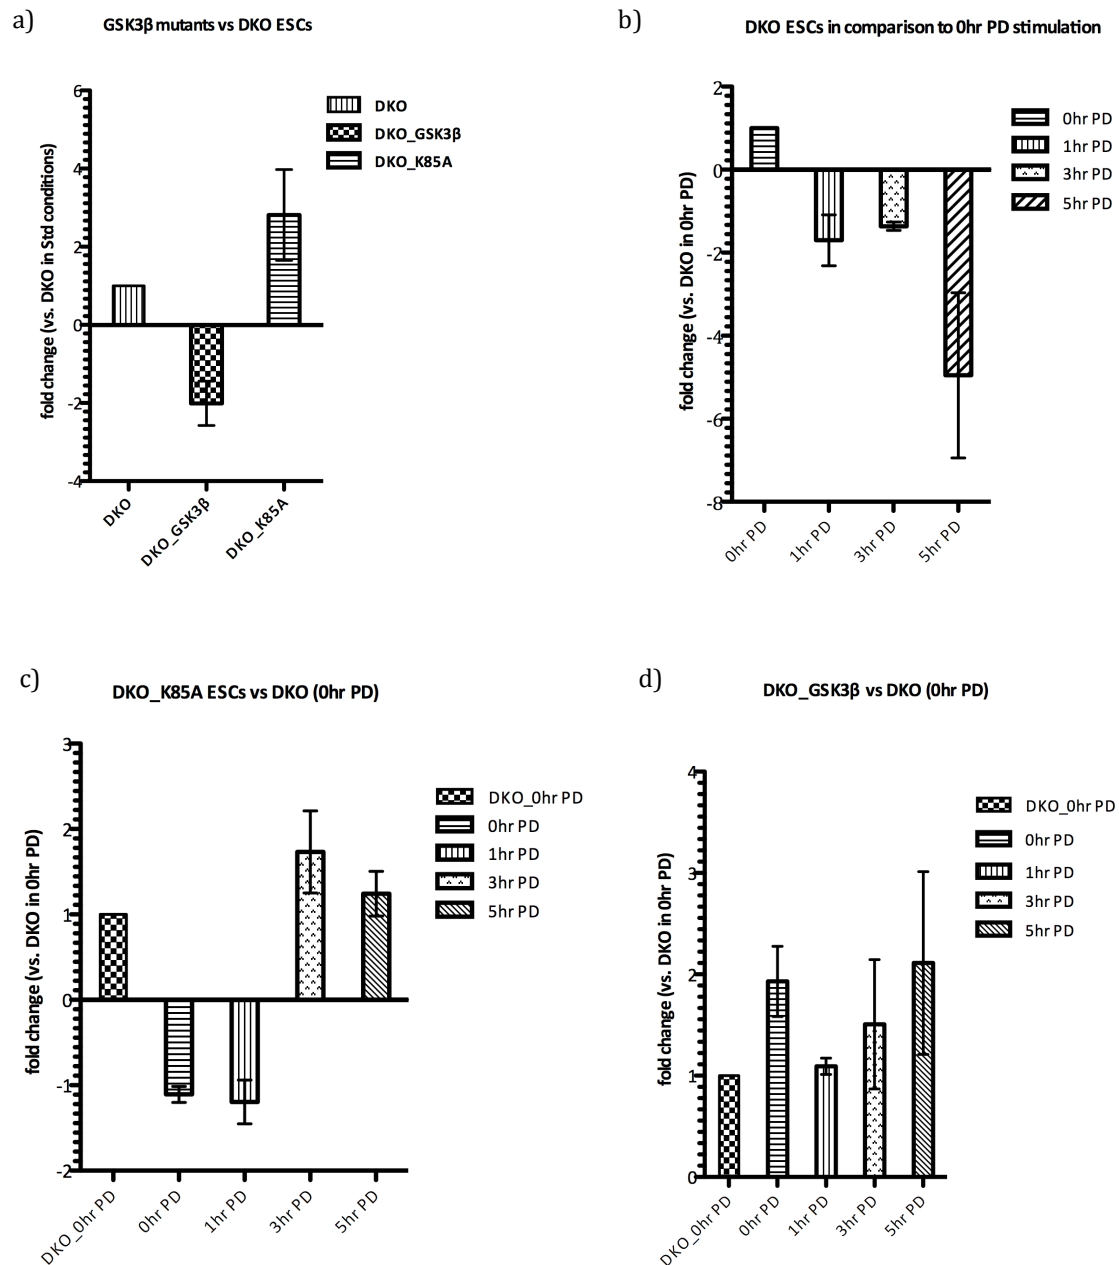 a)
GSK3β mutants vs DKO ESCs
fold change (vs. DKO in Std conditions)
6
4
2
0
-2
-4
DKO
DKO_GSK3β
DKO_K85A
DKO
DKO_GSK3β
DKO_K85A
b)
DKO ESCs in comparison to 0hr PD stimulation
fold change (vs. DKO in 0hr PD)
2
0
-2
-4
-6
-8
0hr PD
1hr PD
3hr PD
5hr PD
0hr PD
1hr PD
3hr PD
5hr PD
c)
DKO_K85A ESCs vs DKO (0hr PD)
fold change (vs. DKO in 0hr PD)
3
2
1
0
-1
-2
DKO_0hr PD
0hr PD
1hr PD
3hr PD
5hr PD
DKO_0hr PD
0hr PD
1hr PD
3hr PD
5hr PD
d)
DKO_GSK3β vs DKO (0hr PD)
fold change (vs. DKO in 0hr PD)
4
3
2
1
0
DKO_0hr PD
0hr PD
1hr PD
3hr PD
5hr PD
DKO_0hr PD
0hr PD
1hr PD
3hr PD
5hr PD